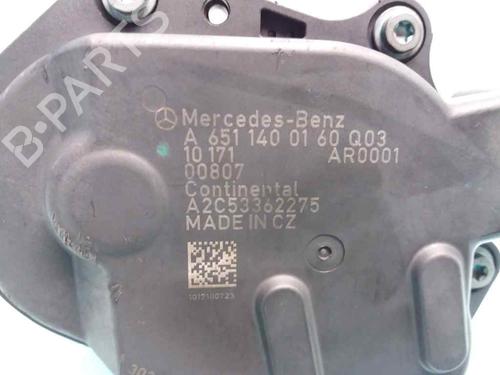 B-PARTS
Mercedes-Benz
A 651 140 01 60 Q03
10 171 AR0001
00807
Continental
A2C53362275
MADE IN CZ